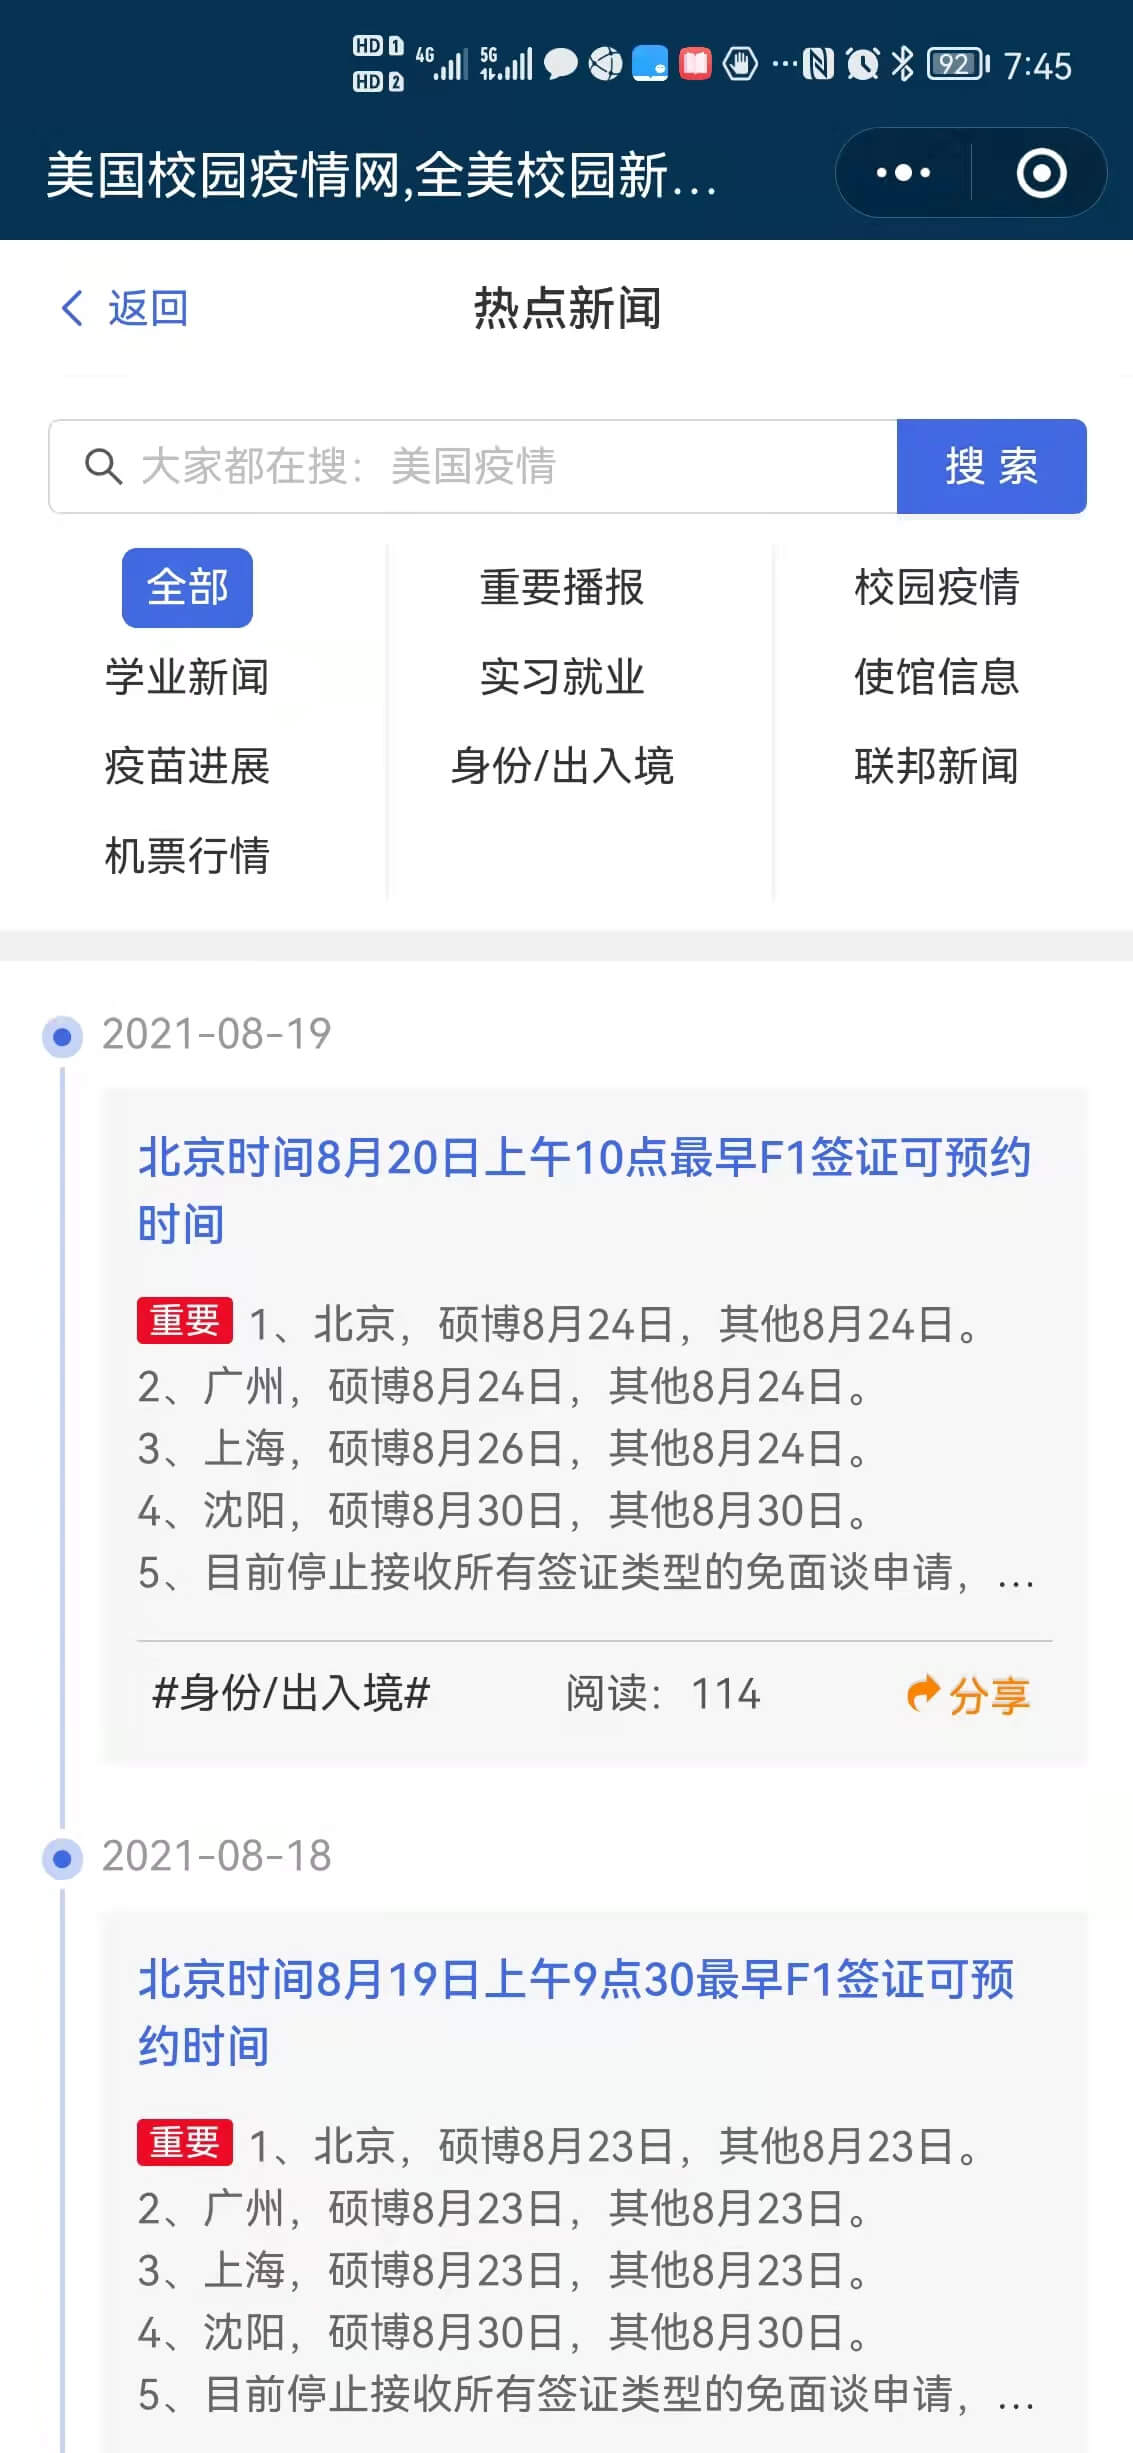 HD 1 4G 5G 92 7:45
HD 2
美国校园疫情网,全美校园新...
返回
热点新闻
大家都在搜：美国疫情
搜 索
全部 重要播报 校园疫情
学业新闻 实习就业 使馆信息
疫苗进展 身份/出入境 联邦新闻
机票行情
2021-08-19
北京时间8月20日上午10点最早F1签证可预约
时间
重要 1、北京，硕博8月24日，其他8月24日。
2、广州，硕博8月24日，其他8月24日。
3、上海，硕博8月26日，其他8月24日。
4、沈阳，硕博8月30日，其他8月30日。
5、目前停止接收所有签证类型的免面谈申请，...
#身份/出入境# 阅读：114 分享
2021-08-18
北京时间8月19日上午9点30最早F1签证可预
约时间
重要 1、北京，硕博8月23日，其他8月23日。
2、广州，硕博8月23日，其他8月23日。
3、上海，硕博8月23日，其他8月23日。
4、沈阳，硕博8月30日，其他8月30日。
5、目前停止接收所有签证类型的免面谈申请，...